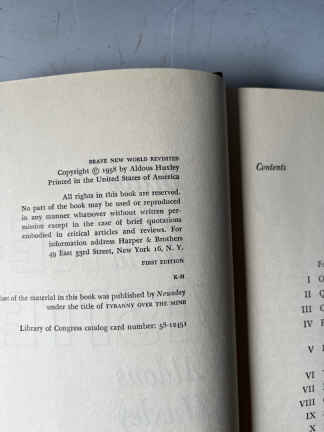 BRAVE NEW WORLD REVISITED
Copyright © 1958 by Aldous Huxley
Printed in the United States of America
All rights in this book are reserved.
No part of the book may be used or reproduced
in any manner whatsoever without written per-
mission except in the case of brief quotations
embodied in critical articles and reviews. For
information address Harper & Brothers
49 East 33rd Street, New York 16, N. Y.
FIRST EDITION
K-H
of the material in this book was published by Newsday
under the title of TYRANNY OVER THE MIND
Library of Congress catalog card number: 58-12451
Contents
I
II
III
IV
V
VI
VII
VIII
IX
X